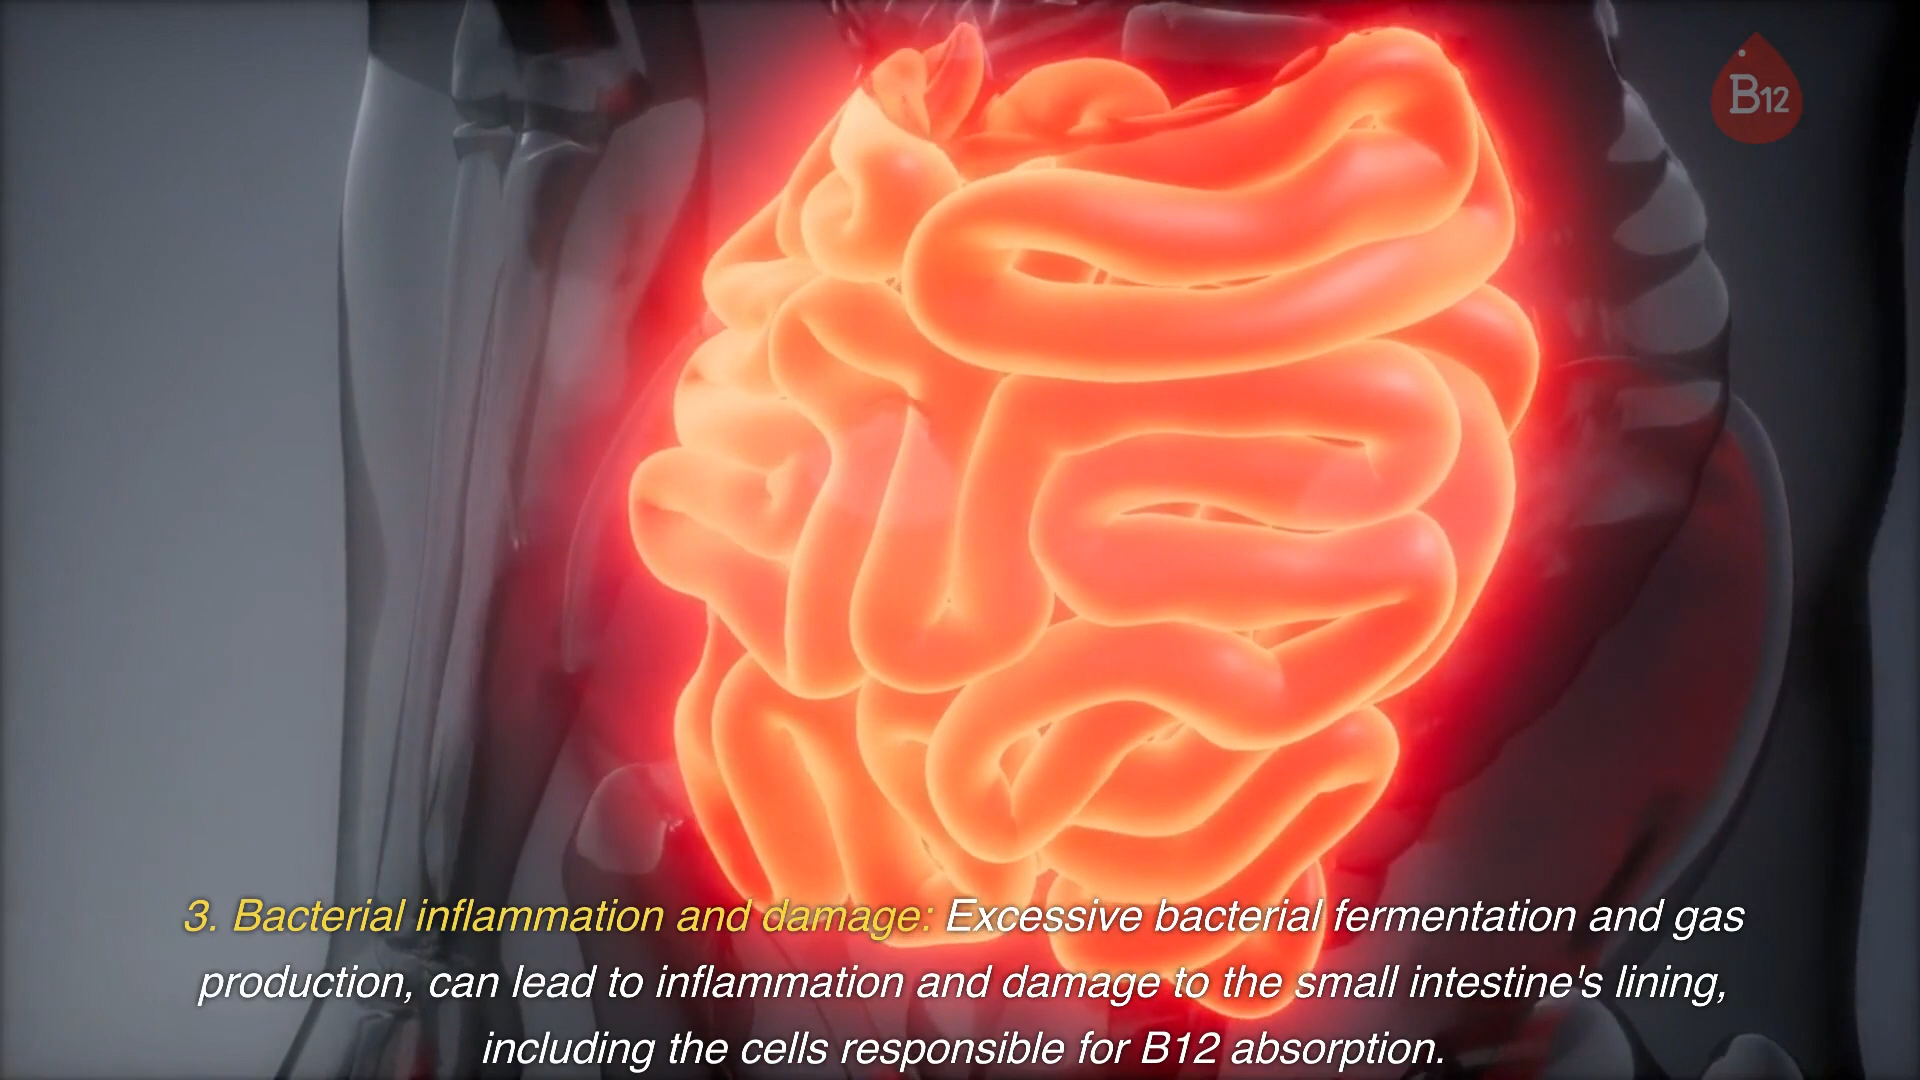 B12
3. Bacterial inflammation and damage: Excessive bacterial fermentation and gas
production, can lead to inflammation and damage to the small intestine's lining,
including the cells responsible for B12 absorption.